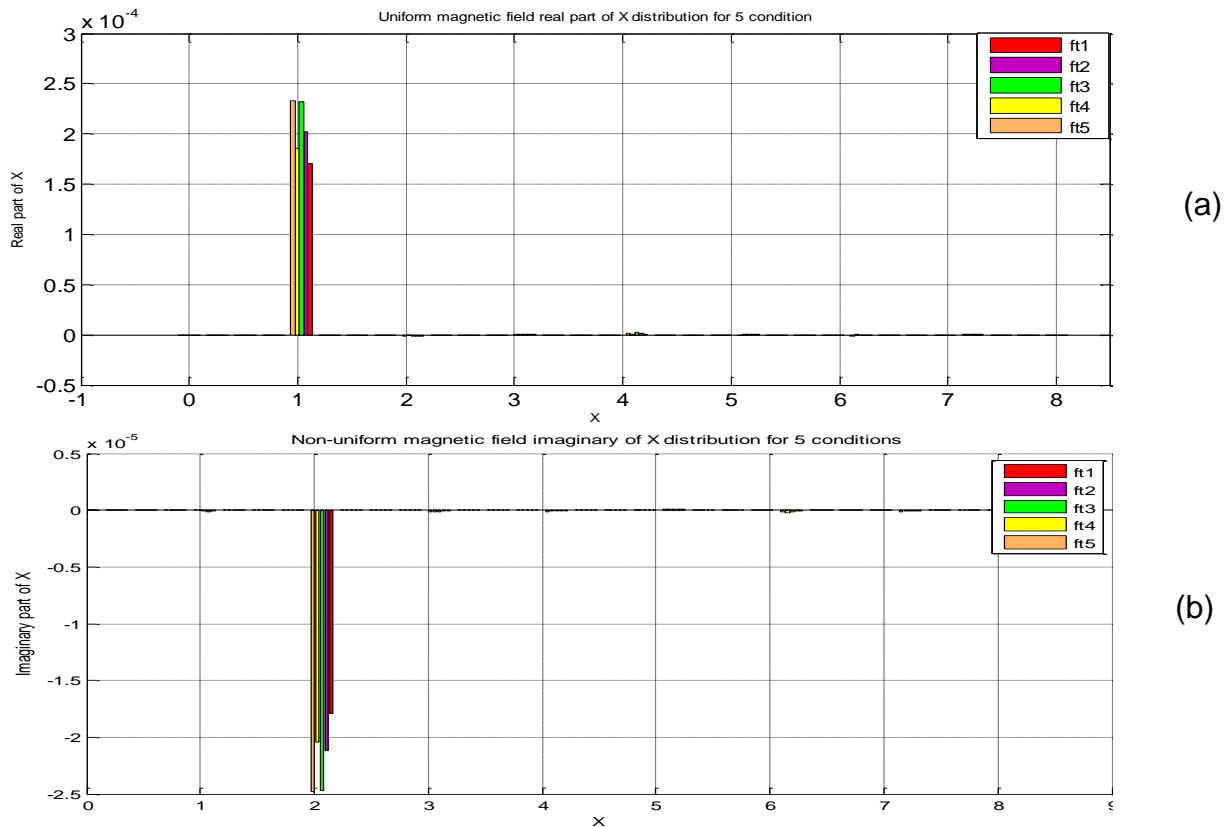 x 10-4
Uniform magnetic field real part of X distribution for 5 condition
3
2.5
2
1.5
1
0.5
0
-0.5
Real part of X
-1 0 1 2 3 4 5 6 7 8
X
ft1
ft2
ft3
ft4
ft5
(a)
x 10-5
Non-uniform magnetic field imaginary of X distribution for 5 conditions
0.5
0
-0.5
-1
-1.5
-2
-2.5
Imaginary part of X
0 1 2 3 4 5 6 7 8 9
X
ft1
ft2
ft3
ft4
ft5
(b)